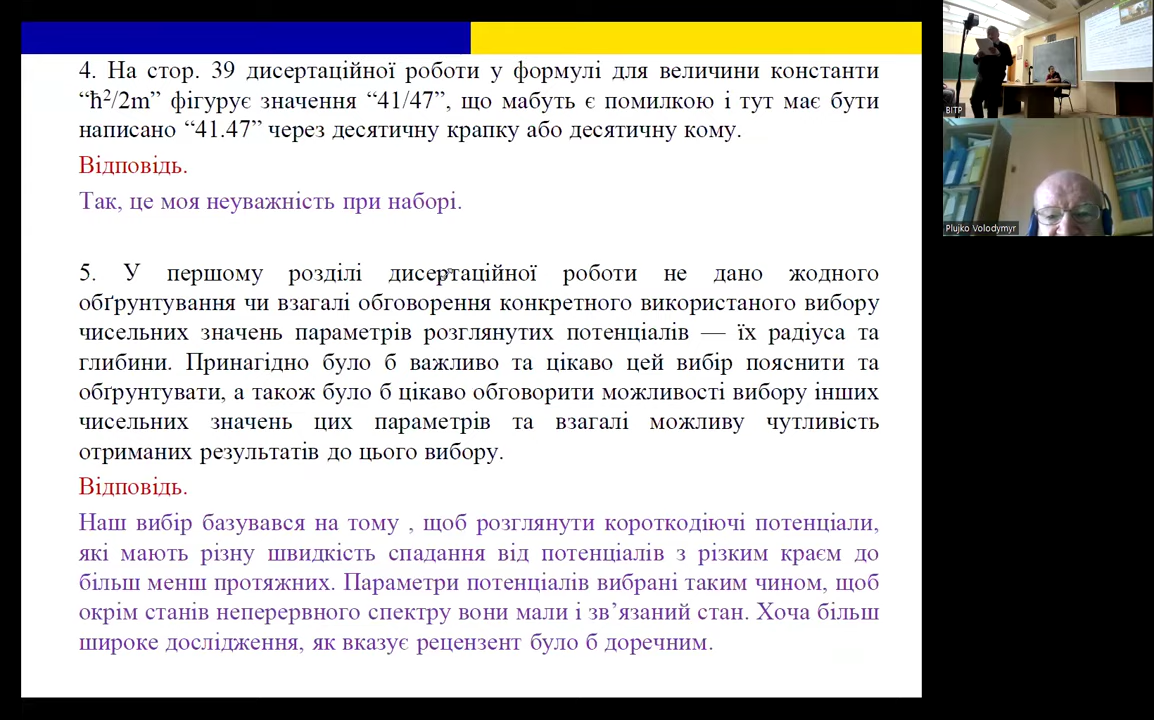 4. На стор. 39 дисертаційної роботи у формулі для величини константи
“ħ²/2m” фігурує значення “41/47”, що мабуть є помилкою і тут має бути
написано “41.47” через десятичну крапку або десятичну кому.
Відповідь.
Так, це моя неуважність при наборі.
5. У першому розділі дисертаційної роботи не дано жодного
обґрунтування чи взагалі обговорення конкретного використаного вибору
чисельних значень параметрів розглянутих потенціалів — їх радіуса та
глибини. Принагідно було б важливо та цікаво цей вибір пояснити та
обґрунтувати, а також було б цікаво обговорити можливості вибору інших
чисельних значень цих параметрів та взагалі можливу чутливість
отриманих результатів до цього вибору.
Відповідь.
Наш вибір базувався на тому , щоб розглянути короткодіючі потенціали,
які мають різну швидкість спадання від потенціалів з різким краєм до
більш менш протяжних. Параметри потенціалів вибрані таким чином, щоб
окрім станів неперервного спектру вони мали і зв’язаний стан. Хоча більш
широке дослідження, як вказує рецензент було б доречним.
ВІТР
Plujko Volodymyr